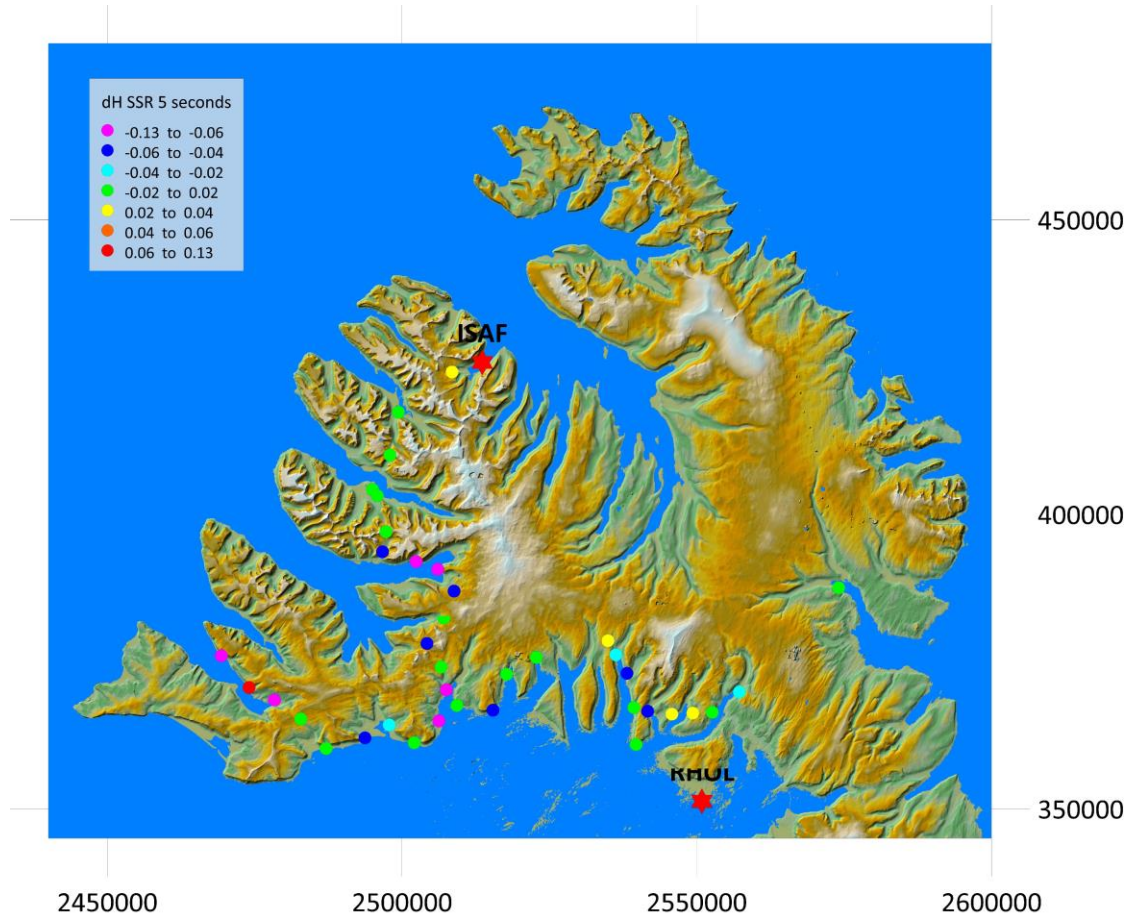 dH SSR 5 seconds
-0.13 to -0.06
-0.06 to -0.04
-0.04 to -0.02
-0.02 to 0.02
0.02 to 0.04
0.04 to 0.06
0.06 to 0.13
450000
ISAF
400000
RHOL
350000
2450000
2500000
2550000
2600000